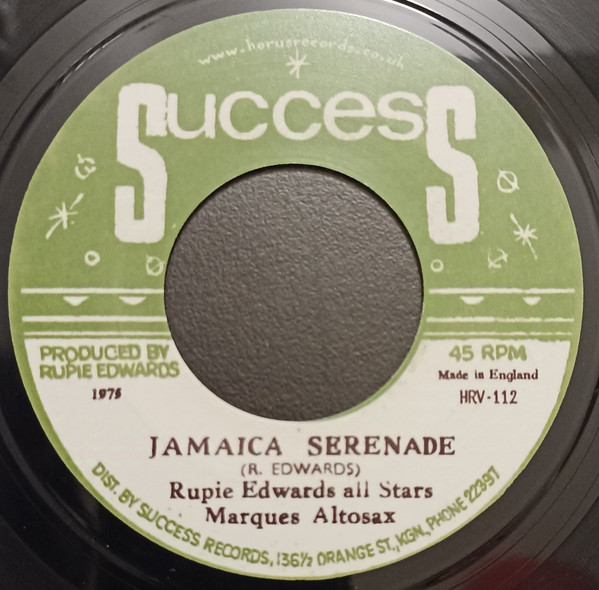 www.horusrecords.co.uk
SuccesS
PRODUCED BY
RUPIE EDWARDS
1975
45 RPM
Made in England
HRV-112
JAMAICA SERENADE
(R. EDWARDS)
Rupie Edwards all Stars
Marques Altosax
DIST. BY SUCCESS RECORDS, 136½ ORANGE ST., KGN, PHONE 22397